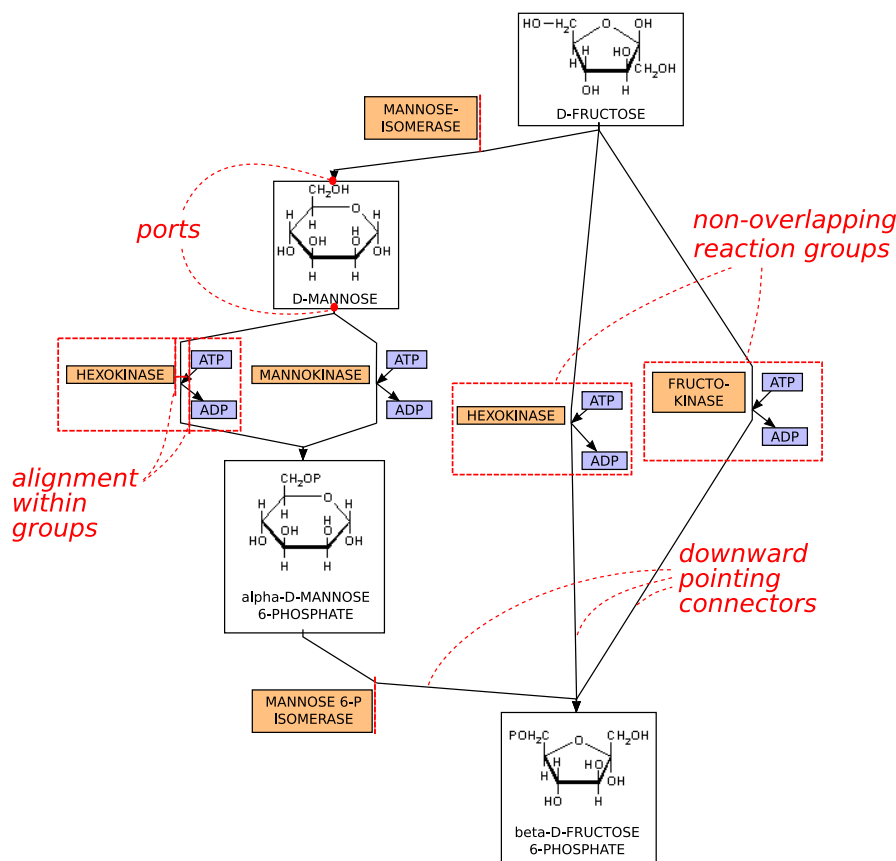 HO—H₂C
O
OH
H
H
HO
CH₂OH
OH
H
D-FRUCTOSE
MANNOSE-
ISOMERASE
CH₂OH
H
O
H
H
H
OH
H
HO
OH
H
OH
H
D-MANNOSE
ports
non-overlapping
reaction groups
HEXOKINASE
ATP
ADP
MANNOKINASE
ATP
ADP
HEXOKINASE
ATP
ADP
FRUCTO-
KINASE
ATP
ADP
alignment
within
groups
CH₂OP
H
O
H
H
H
OH
H
HO
OH
H
OH
H
alpha-D-MANNOSE
6-PHOSPHATE
downward
pointing
connectors
MANNOSE 6-P
ISOMERASE
POH₂C
O
CH₂OH
H
H
HO
OH
HO
H
beta-D-FRUCTOSE
6-PHOSPHATE